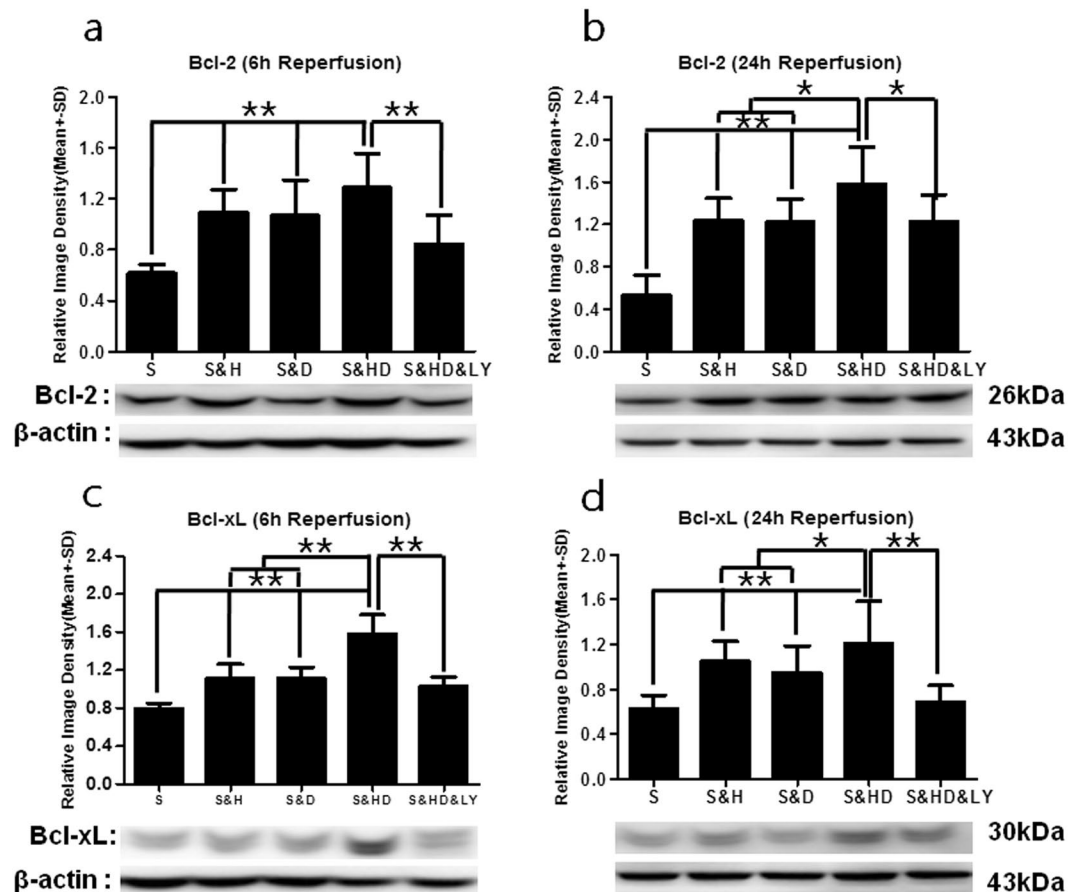 a
Bcl-2 (6h Reperfusion)
Relative Image Density(Mean+-SD)
2.0
1.6
1.2
0.8
0.4
0.0
** **
S S&H S&D S&HD S&HD&LY
Bcl-2 :
β-actin :
b
Bcl-2 (24h Reperfusion)
Relative Image Density(Mean+-SD)
2.4
2.0
1.6
1.2
0.8
0.4
0.0
* *
**
S S&H S&D S&HD S&HD&LY
26kDa
43kDa
c
Bcl-xL (6h Reperfusion)
Relative Image Density(Mean+-SD)
2.4
2.0
1.6
1.2
0.8
0.4
0.0
** **
**
S S&H S&D S&HD S&HD&LY
Bcl-xL:
β-actin :
d
Bcl-xL (24h Reperfusion)
Relative Image Density(Mean+-SD)
2.0
1.6
1.2
0.8
0.4
0.0
* **
**
S S&H S&D S&HD S&HD&LY
30kDa
43kDa